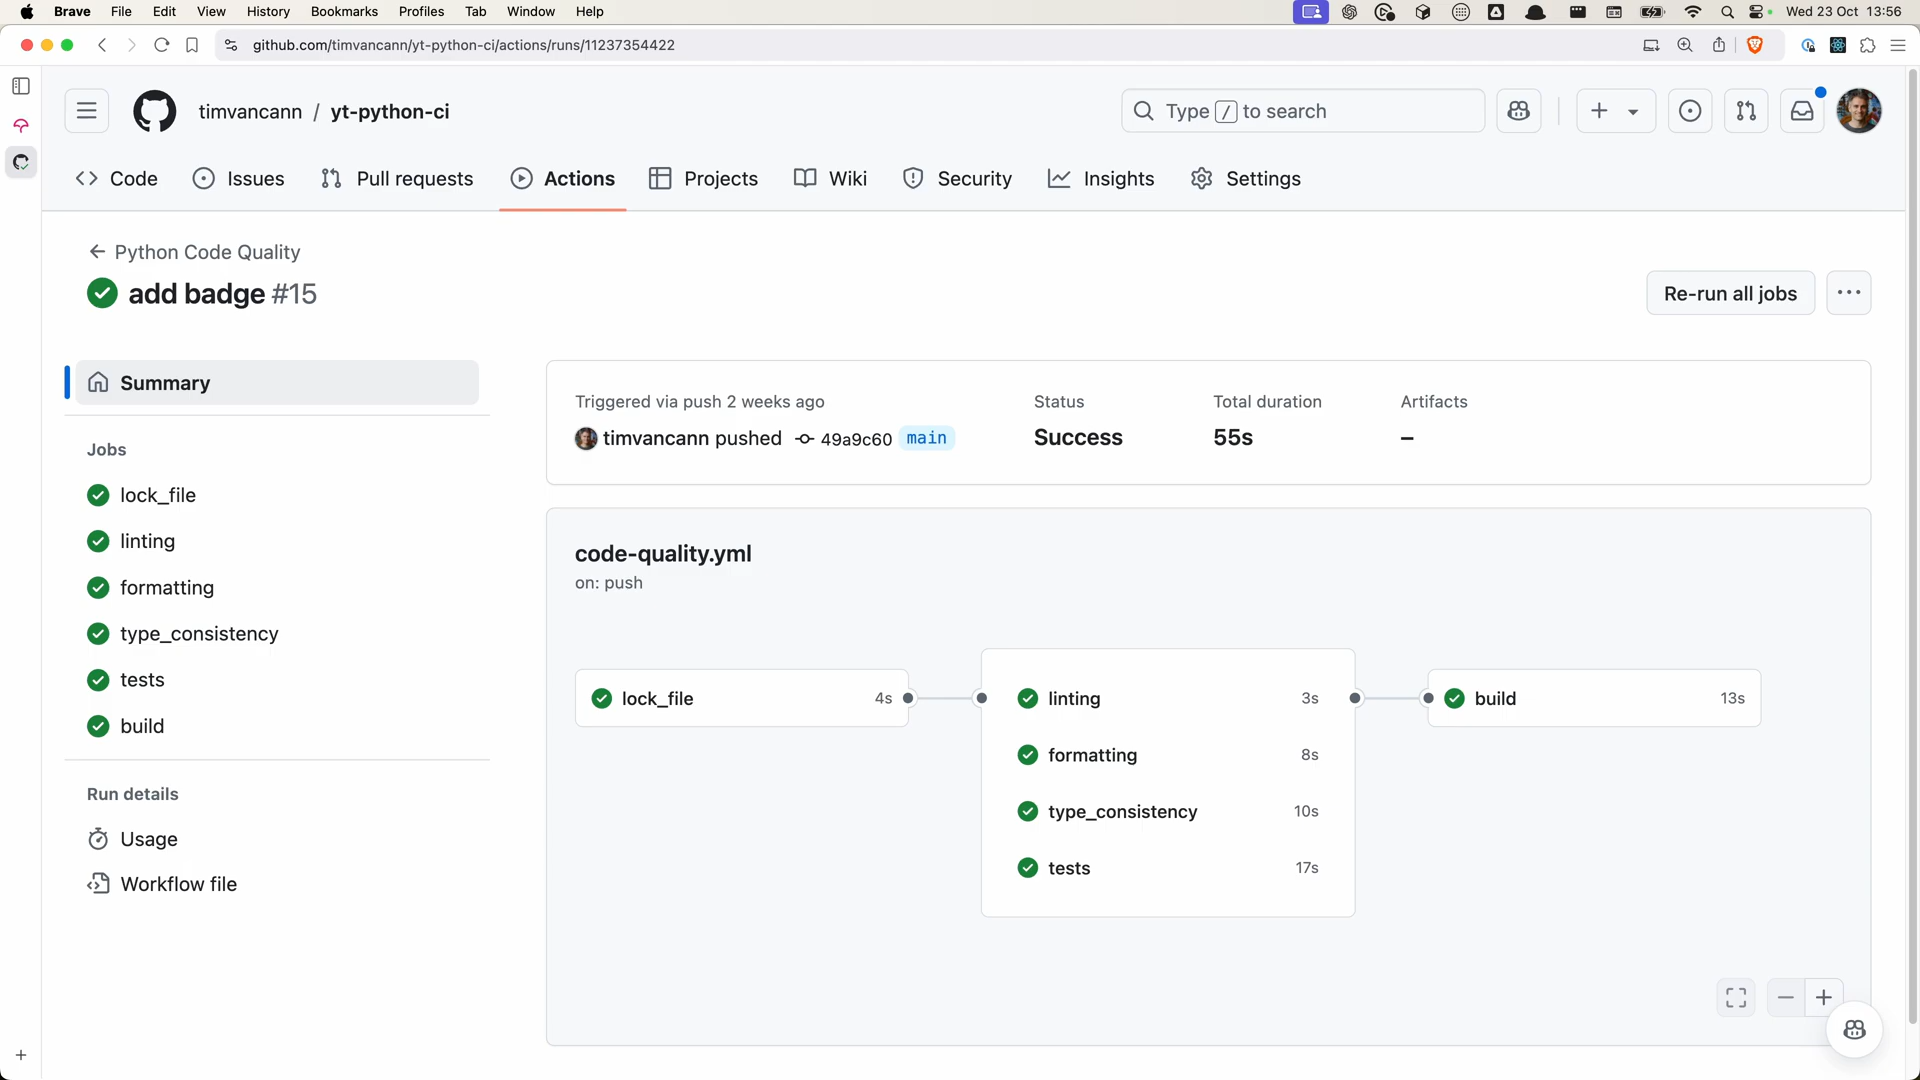 Brave File Edit View History Bookmarks Profiles Tab Window Help Wed 23 Oct 13:56
github.com/timvancann/yt-python-ci/actions/runs/11237354422
timvancann / yt-python-ci
Type / to search
Code Issues Pull requests Actions Projects Wiki Security Insights Settings
Python Code Quality
add badge #15
Re-run all jobs
Summary
Jobs
lock_file
linting
formatting
type_consistency
tests
build
Run details
Usage
Workflow file
Triggered via push 2 weeks ago
timvancann pushed 49a9c60 main
Status
Success
Total duration
55s
Artifacts
–
code-quality.yml
on: push
lock_file 4s
linting 3s
formatting 8s
type_consistency 10s
tests 17s
build 13s